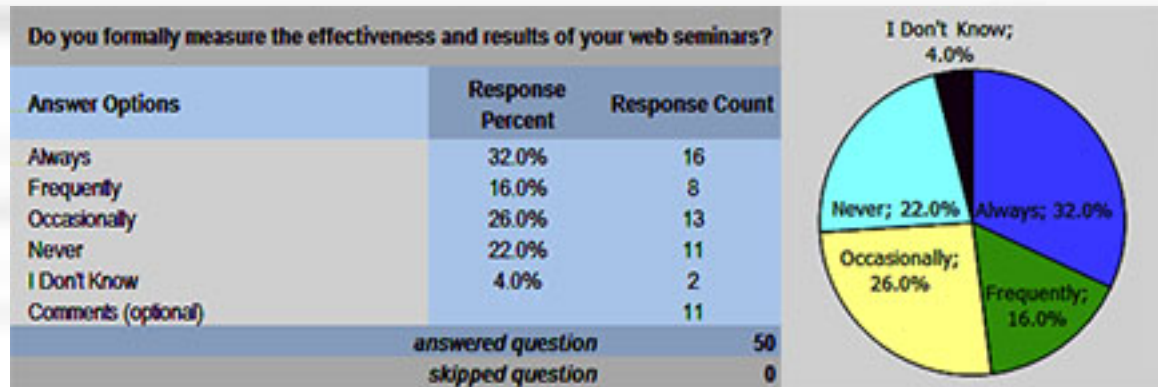 Do you formally measure the effectiveness and results of your web seminars?
Answer Options
Response
Percent
Response Count
Always 32.0% 16
Frequently 16.0% 8
Occasionally 26.0% 13
Never 22.0% 11
I Don't Know 4.0% 2
Comments (optional) 11
answered question 50
skipped question 0
I Don't Know;
4.0%
Never; 22.0%
Always; 32.0%
Occasionally;
26.0%
Frequently;
16.0%